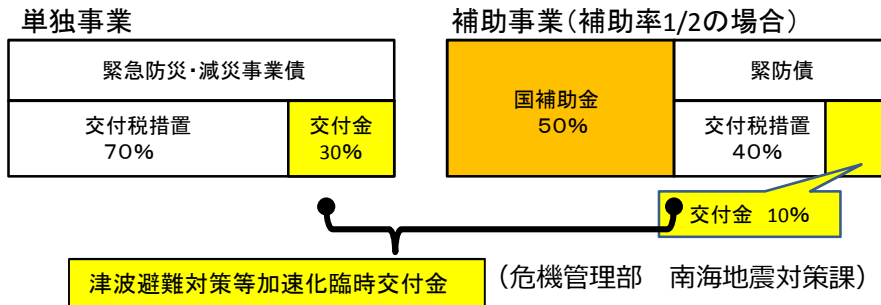 単独事業
緊急防災・減災事業債
交付税措置
70%
交付金
30%
補助事業（補助率1/2の場合）
国補助金
50%
緊防債
交付税措置
40%
交付金 10%
津波避難対策等加速化臨時交付金
（危機管理部　南海地震対策課）